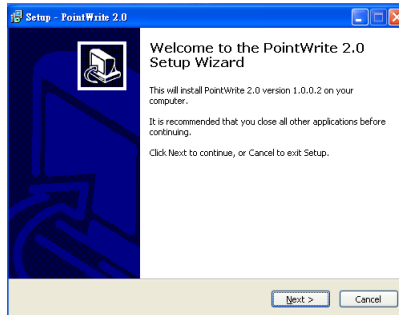 Setup - PointWrite 2.0
Welcome to the PointWrite 2.0
Setup Wizard
This will install PointWrite 2.0 version 1.0.0.2 on your
computer.
It is recommended that you close all other applications before
continuing.
Click Next to continue, or Cancel to exit Setup.
Next >
Cancel